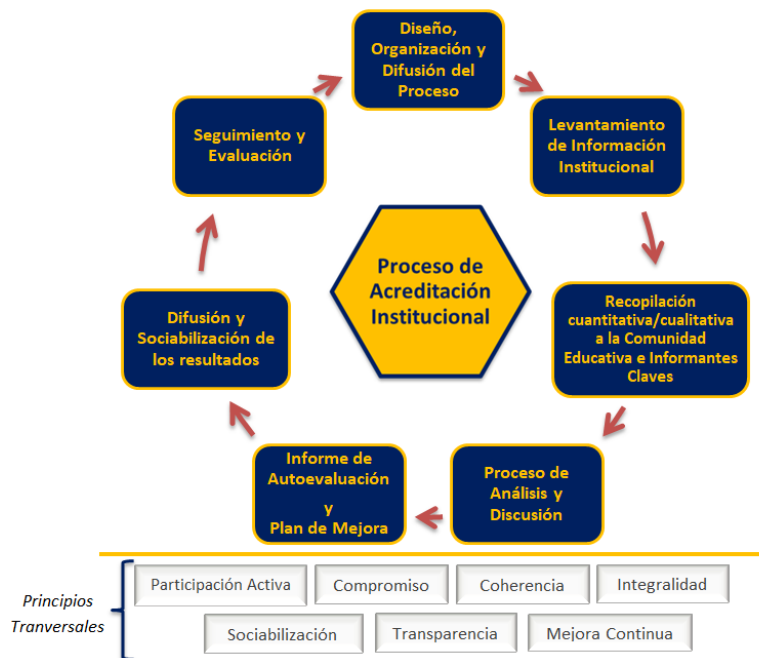 Diseño,
Organización y
Difusión del
Proceso
Levantamiento
de Información
Institucional
Recopilación
cuantitativa/cualitativa
a la Comunidad
Educativa e Informantes
Claves
Proceso de
Análisis y
Discusión
Informe de
Autoevaluación
y
Plan de Mejora
Difusión y
Sociabilización de
los resultados
Seguimiento y
Evaluación
Proceso de
Acreditación
Institucional
Principios
Tranversales
Participación Activa
Compromiso
Coherencia
Integralidad
Sociabilización
Transparencia
Mejora Continua